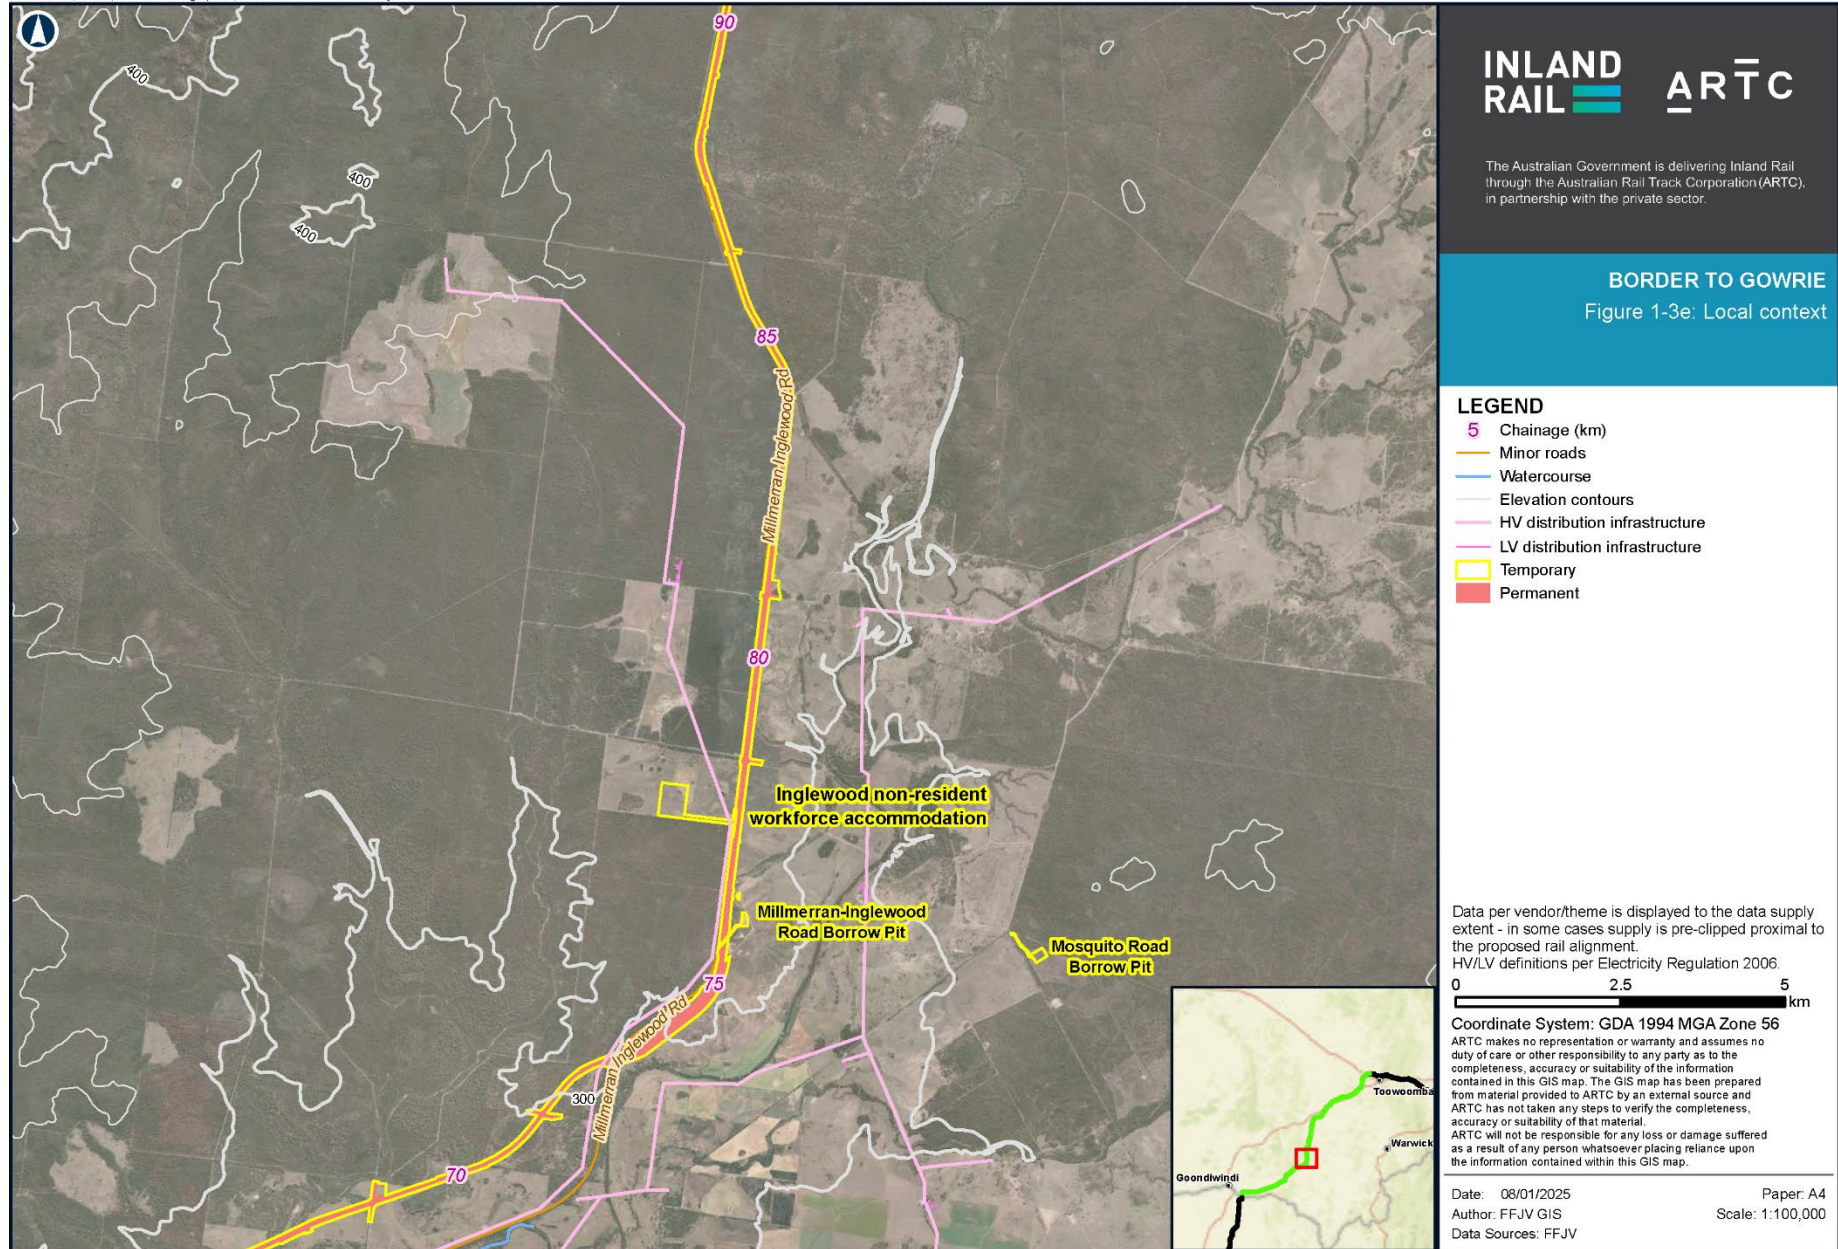 90
400
400
400
85
Millmerran-Inglewood Rd
80
Inglewood non-resident
workforce accommodation
Millmerran-Inglewood
Road Borrow Pit
Mosquito Road
Borrow Pit
75
Millmerran Inglewood Rd
300
70
Toowoomba
Warwick
Goondiwindi
INLAND
RAIL
ARTC
The Australian Government is delivering Inland Rail
through the Australian Rail Track Corporation (ARTC),
in partnership with the private sector.
BORDER TO GOWRIE
Figure 1-3e: Local context
LEGEND
5 Chainage (km)
Minor roads
Watercourse
Elevation contours
HV distribution infrastructure
LV distribution infrastructure
Temporary
Permanent
Data per vendor/theme is displayed to the data supply
extent - in some cases supply is pre-clipped proximal to
the proposed rail alignment.
HV/LV definitions per Electricity Regulation 2006.
0 2.5 5
km
Coordinate System: GDA 1994 MGA Zone 56
ARTC makes no representation or warranty and assumes no
duty of care or other responsibility to any party as to the
completeness, accuracy or suitability of the information
contained in this GIS map. The GIS map has been prepared
from material provided to ARTC by an external source and
ARTC has not taken any steps to verify the completeness,
accuracy or suitability of that material.
ARTC will not be responsible for any loss or damage suffered
as a result of any person whatsoever placing reliance upon
the information contained within this GIS map.
Date: 08/01/2025 Paper: A4
Author: FFJV GIS Scale: 1:100,000
Data Sources: FFJV